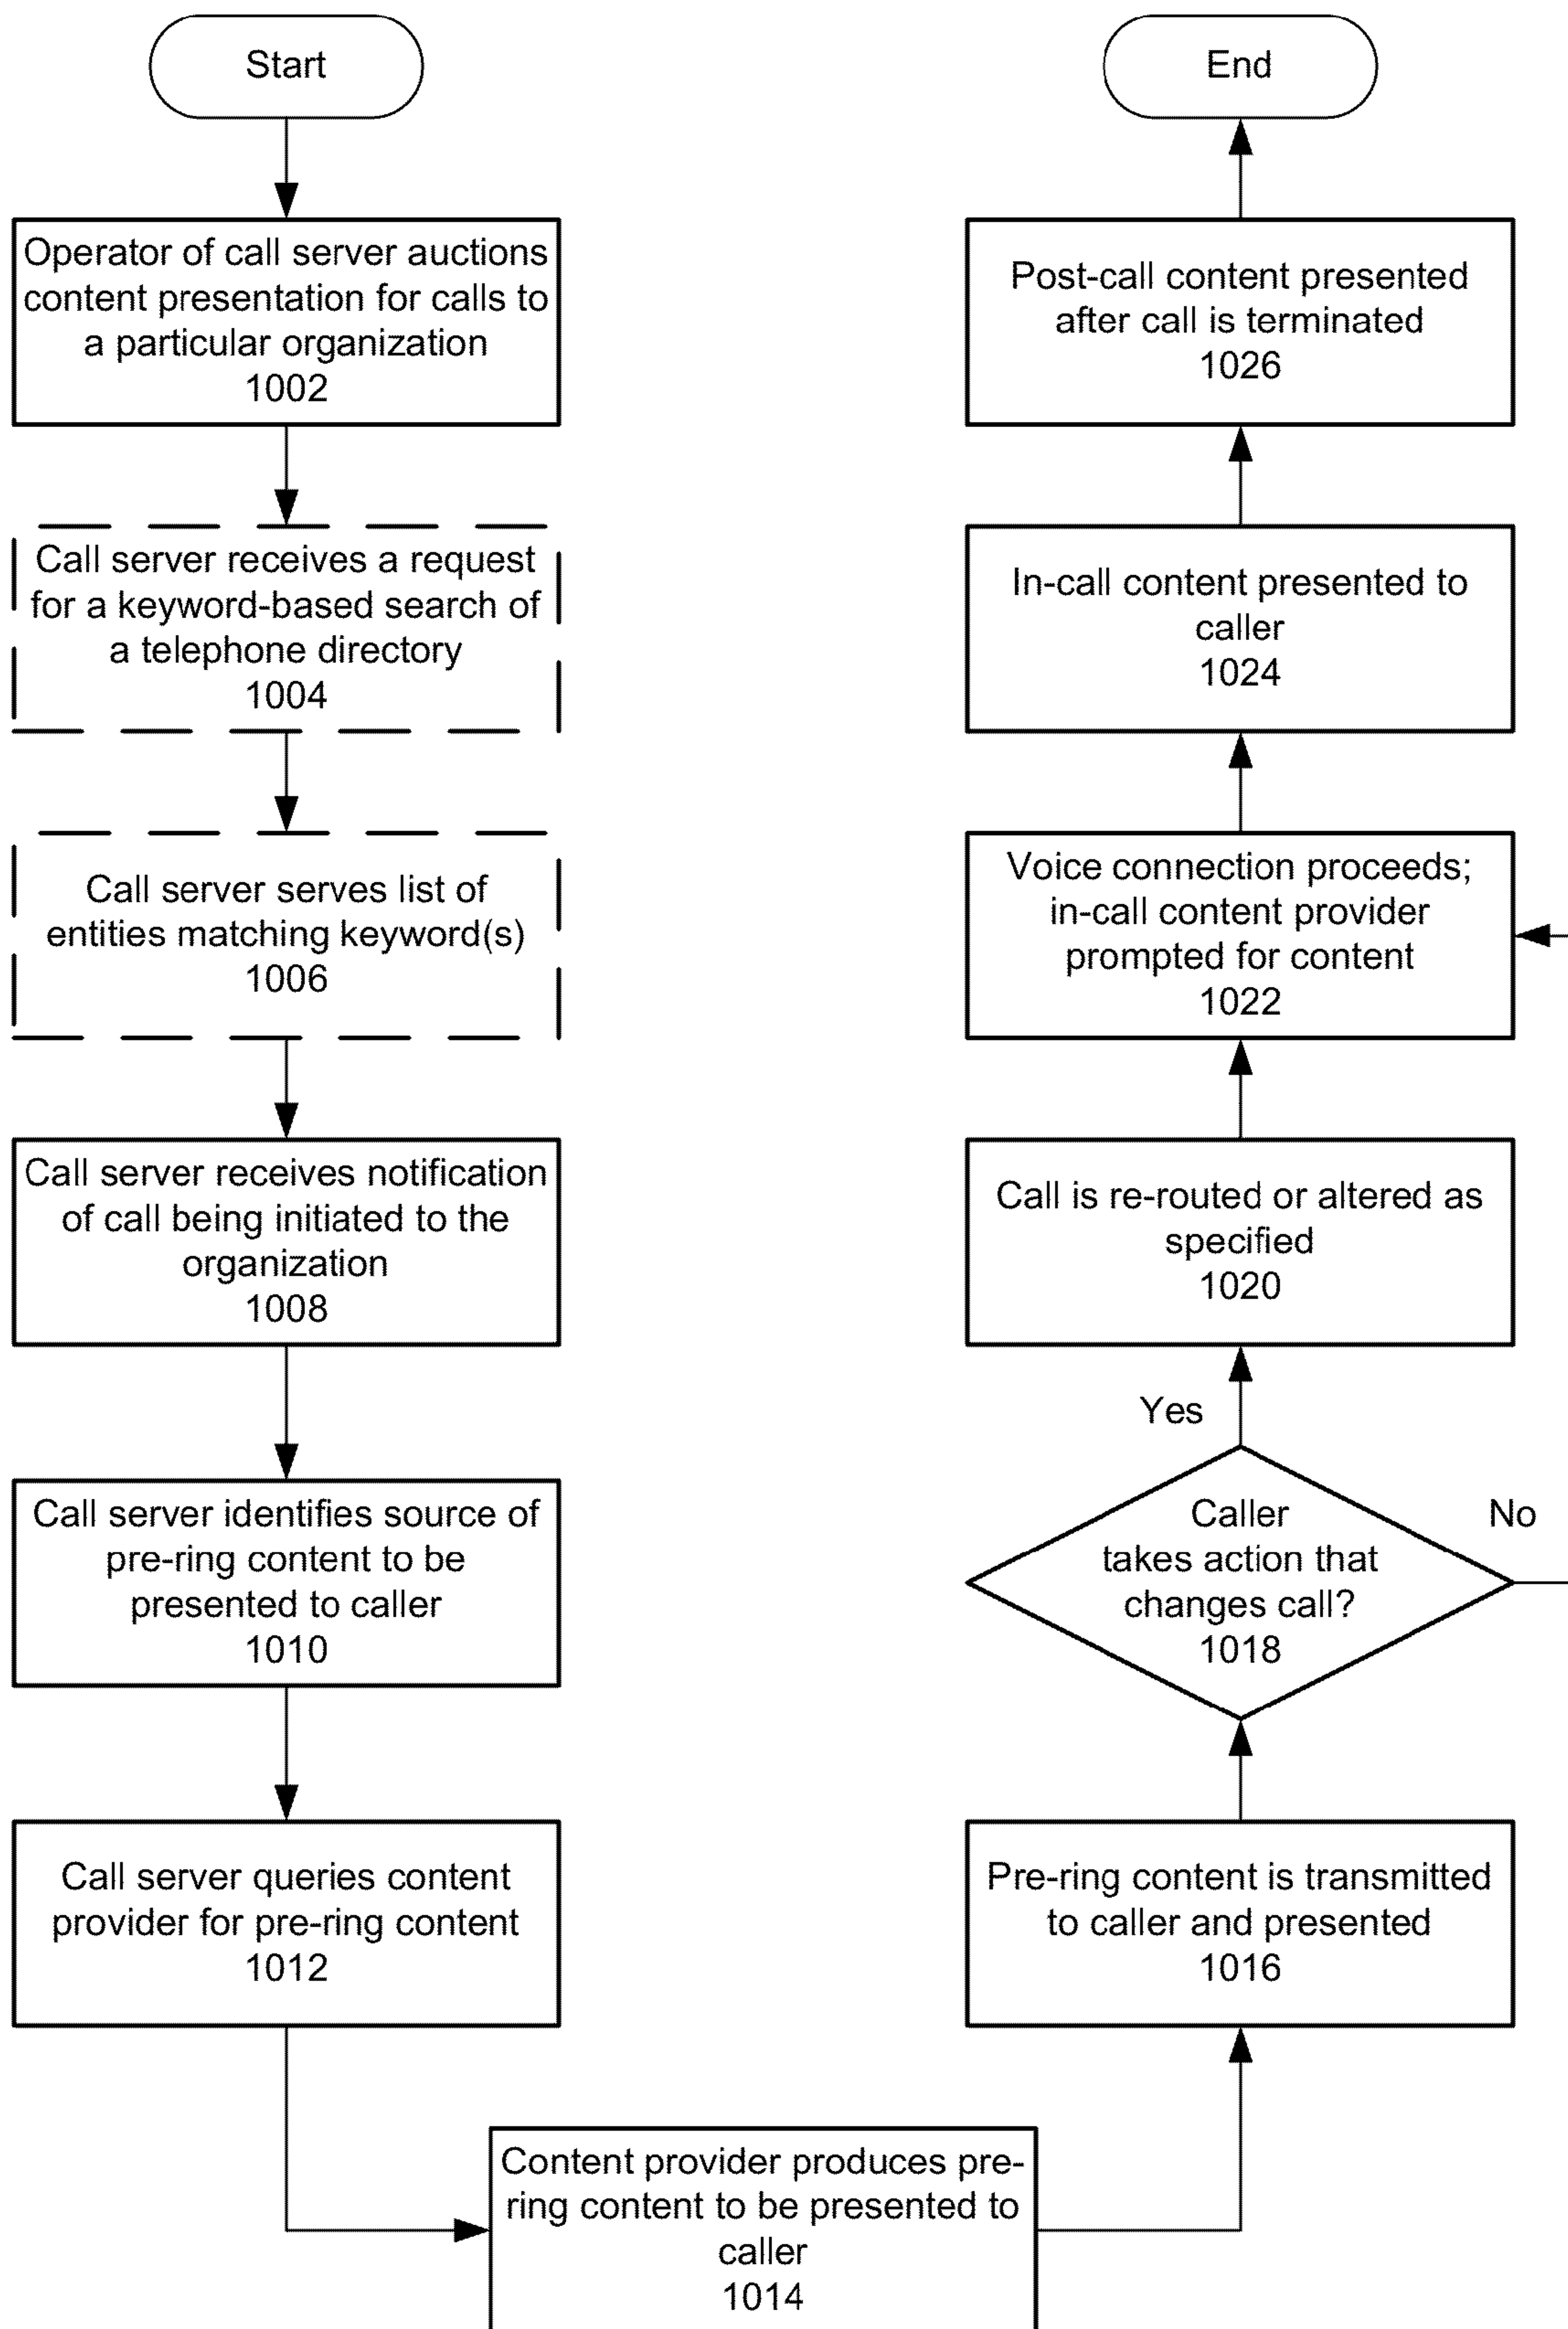 Start
Operator of call server auctions
content presentation for calls to
a particular organization
1002
Call server receives a request
for a keyword-based search of
a telephone directory
1004
Call server serves list of
entities matching keyword(s)
1006
Call server receives notification
of call being initiated to the
organization
1008
Call server identifies source of
pre-ring content to be
presented to caller
1010
Call server queries content
provider for pre-ring content
1012
Content provider produces pre-
ring content to be presented to
caller
1014
Pre-ring content is transmitted
to caller and presented
1016
Caller
takes action that
changes call?
1018
Yes
No
Call is re-routed or altered as
specified
1020
Voice connection proceeds;
in-call content provider
prompted for content
1022
In-call content presented to
caller
1024
Post-call content presented
after call is terminated
1026
End